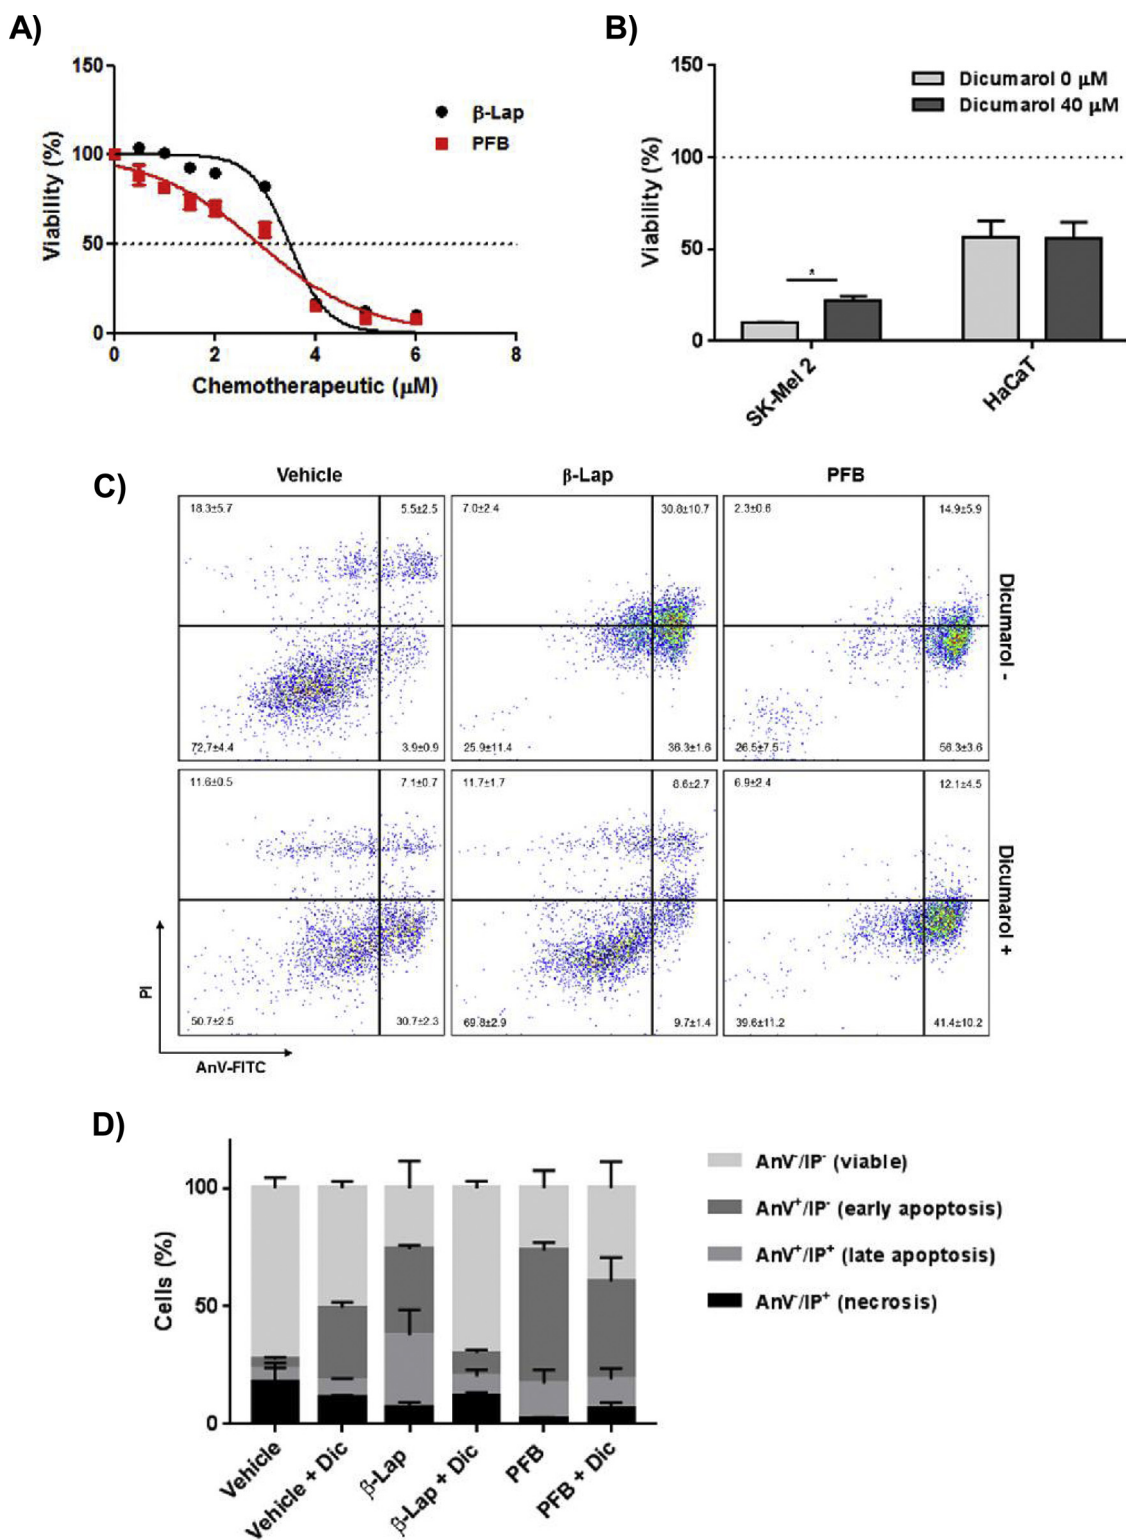 A)
150
100
50
0
Viability (%)
0 2 4 6 8
Chemotherapeutic (µM)
β-Lap
PFB
B)
150
100
50
0
Viability (%)
Dicumarol 0 µM
Dicumarol 40 µM
*
SK-Mel 2
HaCaT
C)
Vehicle β-Lap PFB
18.3±5.7 5.5±2.5 7.0±2.4 30.8±10.7 2.3±0.6 14.9±5.9
72.7±4.4 3.9±0.9 25.9±11.4 36.3±1.6 26.5±7.5 56.3±3.6
Dicumarol -
11.6±0.5 7.1±0.7 11.7±1.7 8.6±2.7 6.9±2.4 12.1±4.5
50.7±2.5 30.7±2.3 69.8±2.9 9.7±1.4 39.6±11.2 41.4±10.2
Dicumarol +
PI
AnV-FITC
D)
100
50
0
Cells (%)
Vehicle
Vehicle + Dic
β-Lap
β-Lap + Dic
PFB
PFB + Dic
AnV⁻/IP⁻ (viable)
AnV⁺/IP⁻ (early apoptosis)
AnV⁺/IP⁺ (late apoptosis)
AnV⁻/IP⁺ (necrosis)